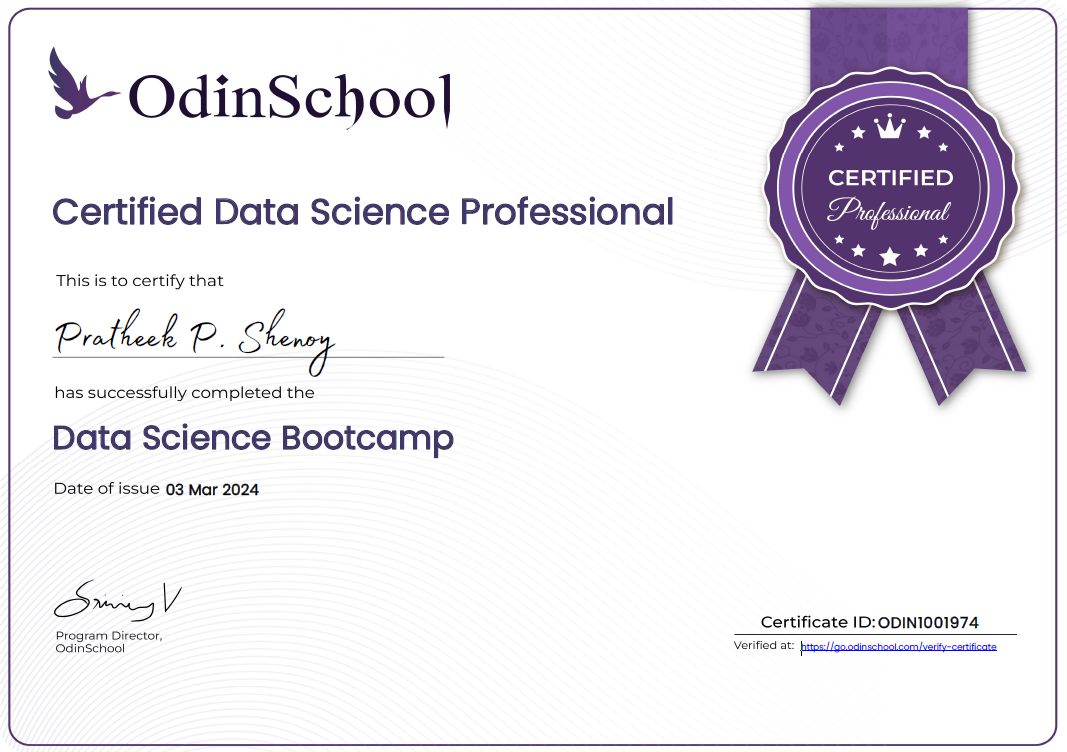 OdinSchool
CERTIFIED
Professional
Certified Data Science Professional
This is to certify that
Pratheek P. Shenoy
has successfully completed the
Data Science Bootcamp
Date of issue 03 Mar 2024
Program Director,
OdinSchool
Certificate ID: ODIN1001974
Verified at: https://go.odinschool.com/verify-certificate